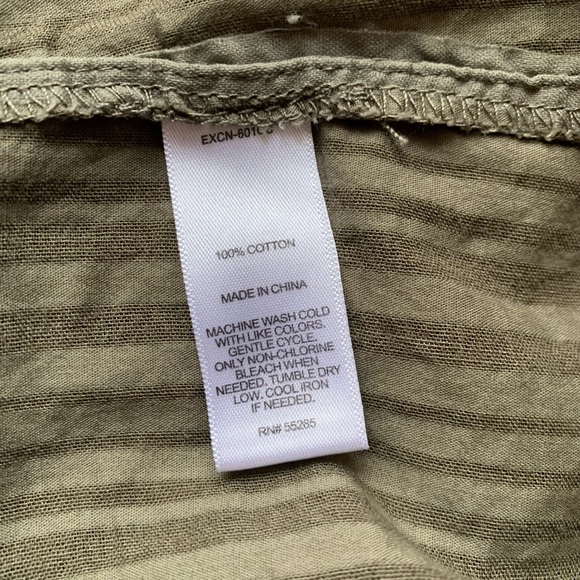 100% COTTON
MADE IN CHINA
MACHINE WASH COLD
WITH LIKE COLORS.
GENTLE CYCLE.
ONLY NON-CHLORINE
BLEACH WHEN
NEEDED. TUMBLE DRY
LOW. COOL IRON
IF NEEDED.
RN# 55285